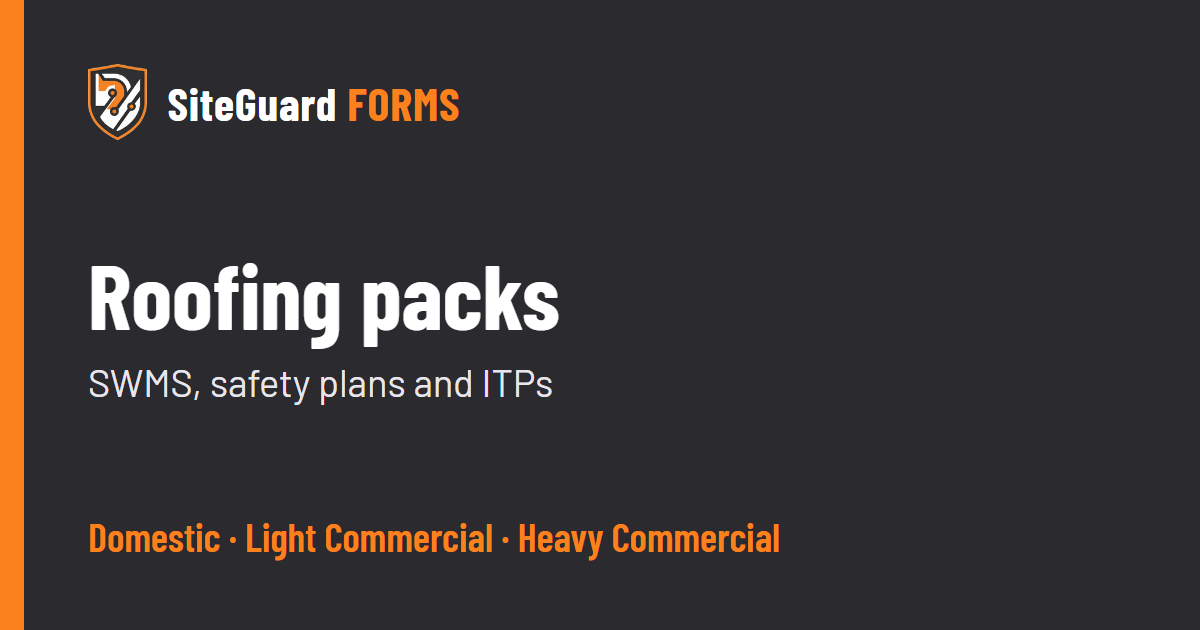 SiteGuard FORMS
Roofing packs
SWMS, safety plans and ITPs
Domestic · Light Commercial · Heavy Commercial